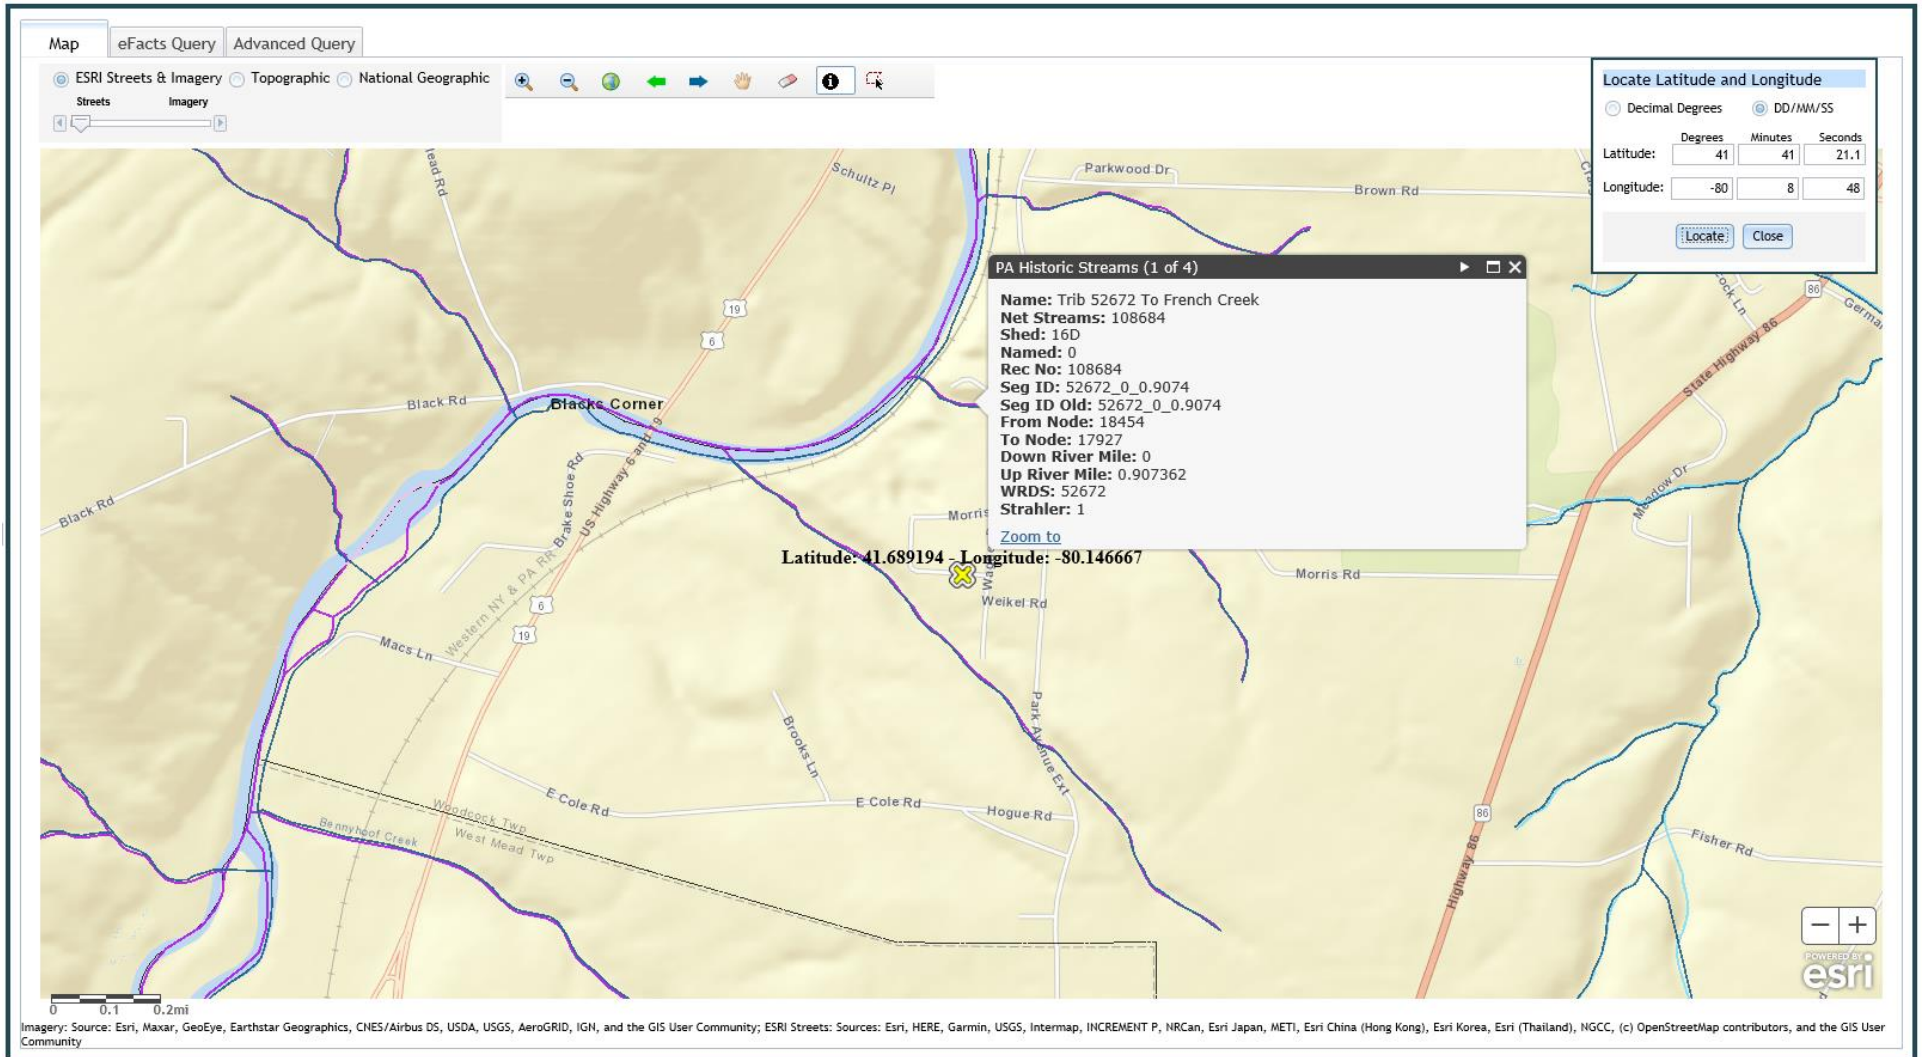 Map
eFacts Query
Advanced Query
ESRI Streets & Imagery
Topographic
National Geographic
Streets
Imagery
Locate Latitude and Longitude
Decimal Degrees
DD/MM/SS
Degrees Minutes Seconds
Latitude: 41 41 21.1
Longitude: -80 8 48
Locate
Close
ead Rd
Schultz Pl
Parkwood Dr
Brown Rd
PA Historic Streams (1 of 4)
Name: Trib 52672 To French Creek
Net Streams: 108684
Shed: 16D
Named: 0
Rec No: 108684
Seg ID: 52672_0_0.9074
Seg ID Old: 52672_0_0.9074
From Node: 18454
To Node: 17927
Down River Mile: 0
Up River Mile: 0.907362
WRDS: 52672
Strahler: 1
Zoom to
19
6
86
ock Ln
Germa
State Highway 86
Black Rd
Blacks Corner
Black Rd
Brake Shoe Rd
US Highway 6 and 19
Meadow Dr
Morris
Latitude: 41.689194 - Longitude: -80.146667
Morris Rd
Weikel Rd
Western NY & PA RR
6
19
Macs Ln
Park Avenue Ext
Brooks Ln
E Cole Rd
E Cole Rd
Hogue Rd
Woodcock Twp
West Mead Twp
Bennyhoof Creek
86
Highway 86
Fisher Rd
POWERED BY
esri
0 0.1 0.2mi
Imagery: Source: Esri, Maxar, GeoEye, Earthstar Geographics, CNES/Airbus DS, USDA, USGS, AeroGRID, IGN, and the GIS User Community; ESRI Streets: Sources: Esri, HERE, Garmin, USGS, Intermap, INCREMENT P, NRCan, Esri Japan, METI, Esri China (Hong Kong), Esri Korea, Esri (Thailand), NGCC, (c) OpenStreetMap contributors, and the GIS User
Community